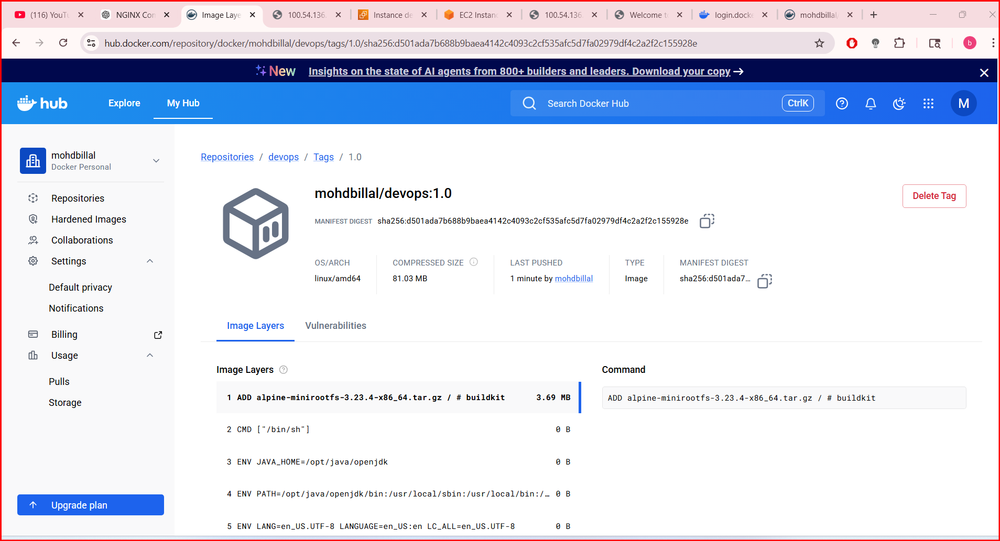 (116) YouTu
NGINX Con
Image Laye
100.54.136.
Instance de
EC2 Instanc
100.54.136.
Welcome to
login.docke
mohdbillal/
hub.docker.com/repository/docker/mohdbillal/devops/tags/1.0/sha256:d501ada7b688b9baea4142c4093c2cf535afc5d7fa02979df4c2a2f2c155928e
b
New Insights on the state of AI agents from 800+ builders and leaders. Download your copy →
hub
Explore
My Hub
Search Docker Hub
CtrlK
M
mohdbillal
Docker Personal
Repositories
Hardened Images
Collaborations
Settings
Default privacy
Notifications
Billing
Usage
Pulls
Storage
Upgrade plan
Repositories / devops / Tags / 1.0
mohdbillal/devops:1.0
Delete Tag
MANIFEST DIGEST sha256:d501ada7b688b9baea4142c4093c2cf535afc5d7fa02979df4c2a2f2c155928e
OS/ARCH
linux/amd64
COMPRESSED SIZE
81.03 MB
LAST PUSHED
1 minute by mohdbillal
TYPE
Image
MANIFEST DIGEST
sha256:d501ada7...
Image Layers
Vulnerabilities
Image Layers
1 ADD alpine-minirootfs-3.23.4-x86_64.tar.gz / # buildkit 3.69 MB
2 CMD ["/bin/sh"] 0 B
3 ENV JAVA_HOME=/opt/java/openjdk 0 B
4 ENV PATH=/opt/java/openjdk/bin:/usr/local/sbin:/usr/local/bin:/… 0 B
5 ENV LANG=en_US.UTF-8 LANGUAGE=en_US:en LC_ALL=en_US.UTF-8 0 B
Command
ADD alpine-minirootfs-3.23.4-x86_64.tar.gz / # buildkit